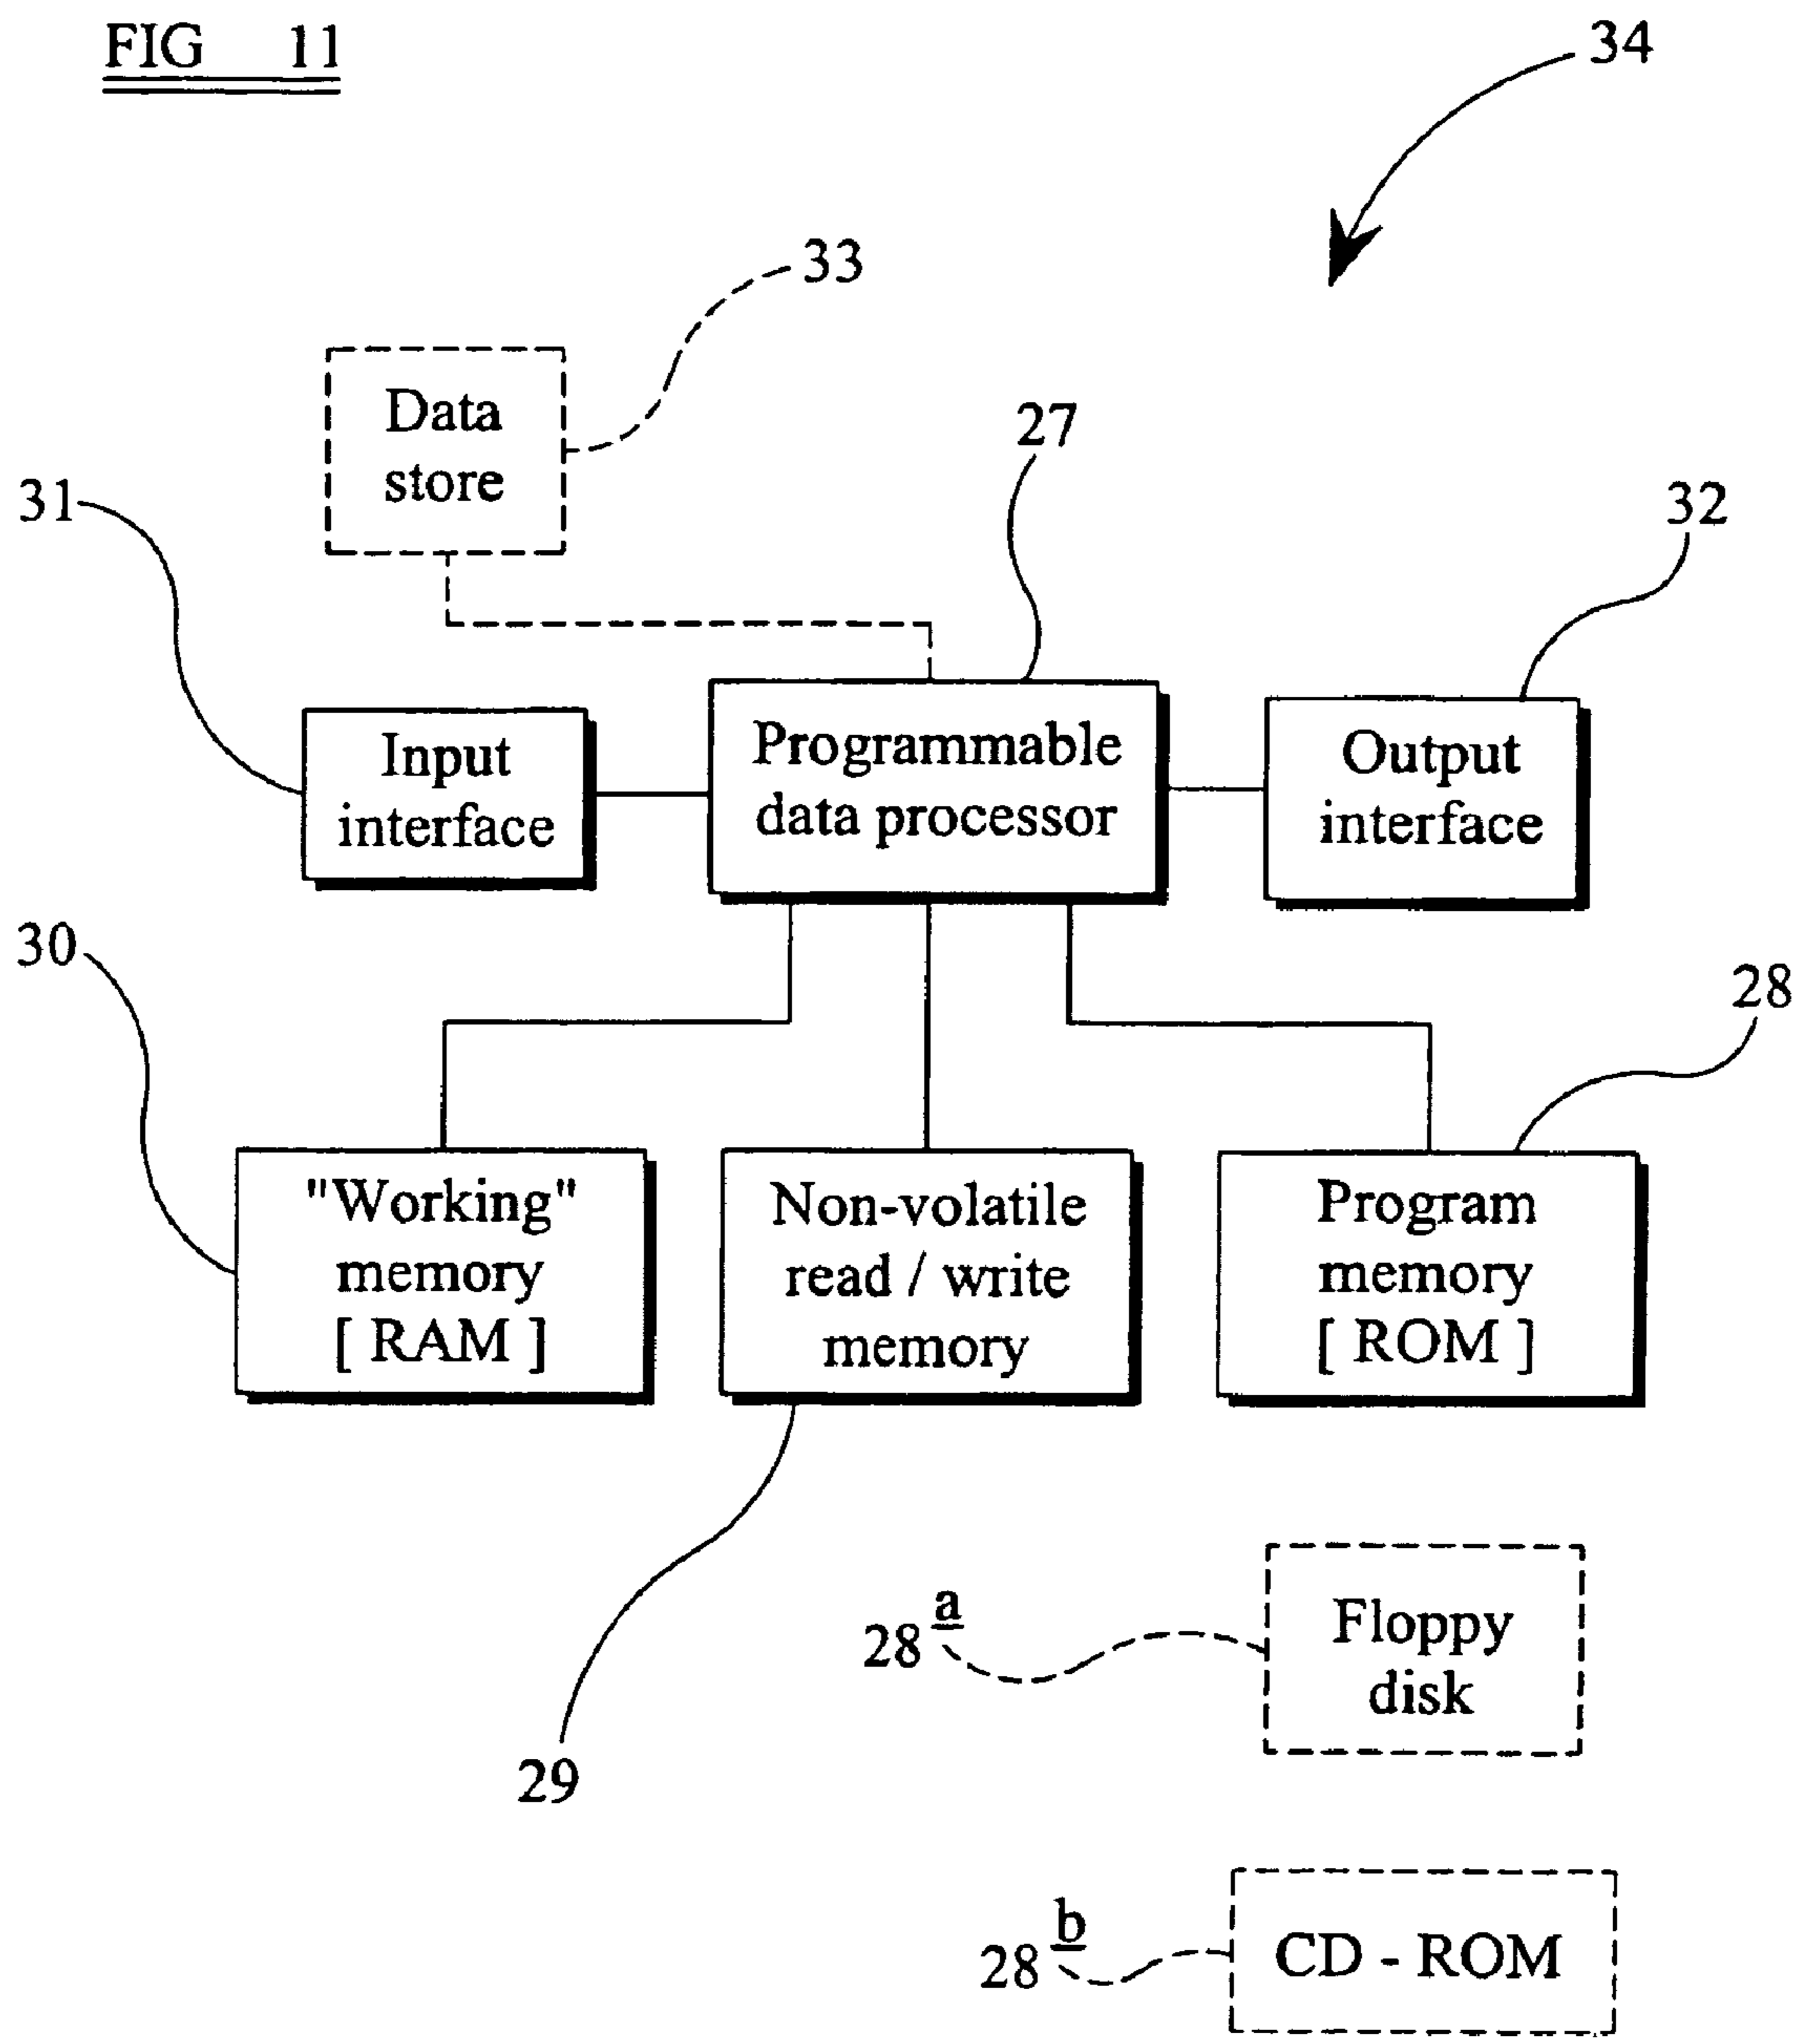 FIG 11
34
33
Data
store
27
31
32
Input
interface
Programmable
data processor
Output
interface
30
28
"Working"
memory
[ RAM ]
Non-volatile
read / write
memory
Program
memory
[ ROM ]
29
28a
Floppy
disk
28b
CD - ROM